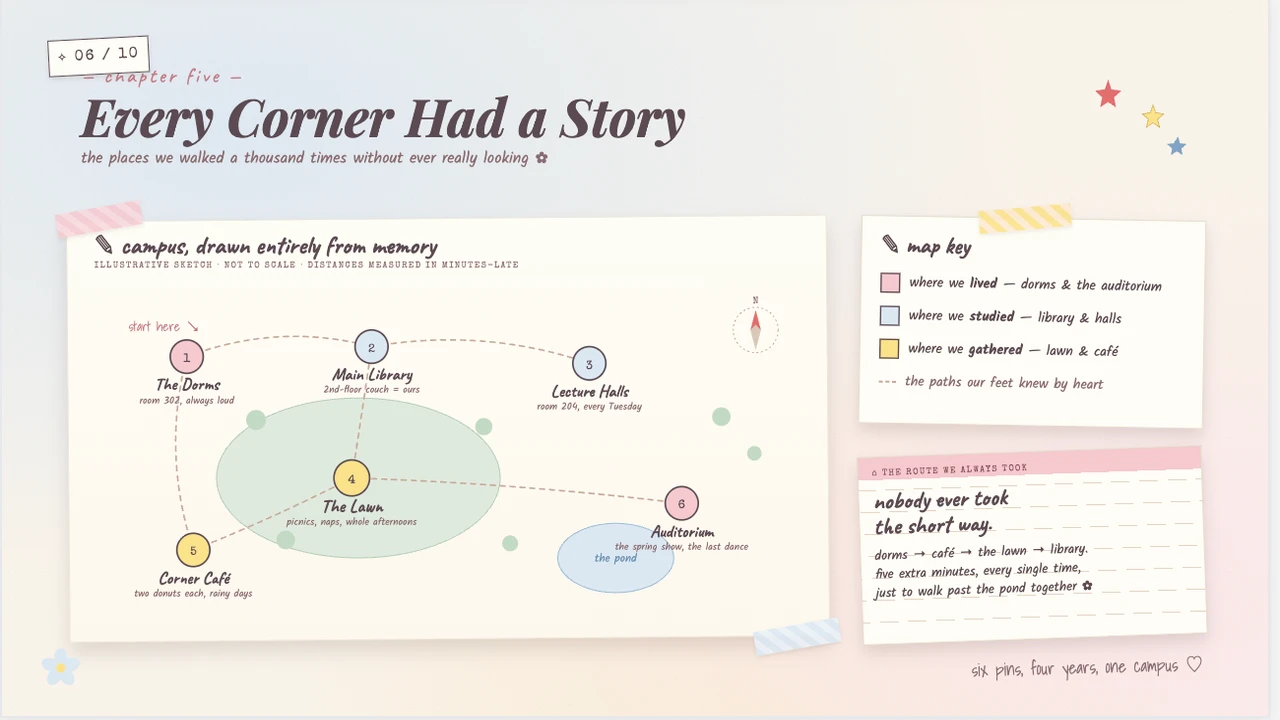 ✧ 06 / 10
— chapter five —
Every Corner Had a Story
the places we walked a thousand times without ever really looking ✿
✎ campus, drawn entirely from memory
ILLUSTRATIVE SKETCH · NOT TO SCALE · DISTANCES MEASURED IN MINUTES-LATE
N
start here ↘
1
The Dorms
room 302, always loud
2
Main Library
2nd-floor couch = ours
3
Lecture Halls
room 204, every Tuesday
4
The Lawn
picnics, naps, whole afternoons
5
Corner Café
two donuts each, rainy days
6
Auditorium
the spring show, the last dance
the pond
✎ map key
where we lived — dorms & the auditorium
where we studied — library & halls
where we gathered — lawn & café
the paths our feet knew by heart
⌂ THE ROUTE WE ALWAYS TOOK
nobody ever took
the short way.
dorms → café → the lawn → library.
five extra minutes, every single time,
just to walk past the pond together ✿
six pins, four years, one campus ♡